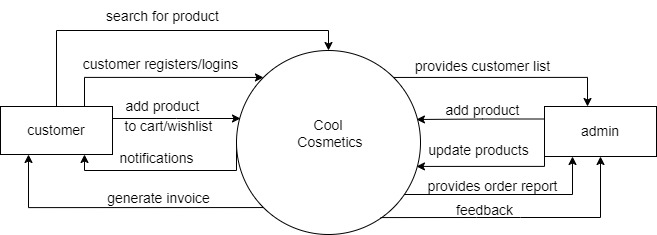 search for product
customer registers/logins
provides customer list
add product
to cart/wishlist
add product
customer
Cool
Cosmetics
admin
notifications
update products
generate invoice
provides order report
feedback